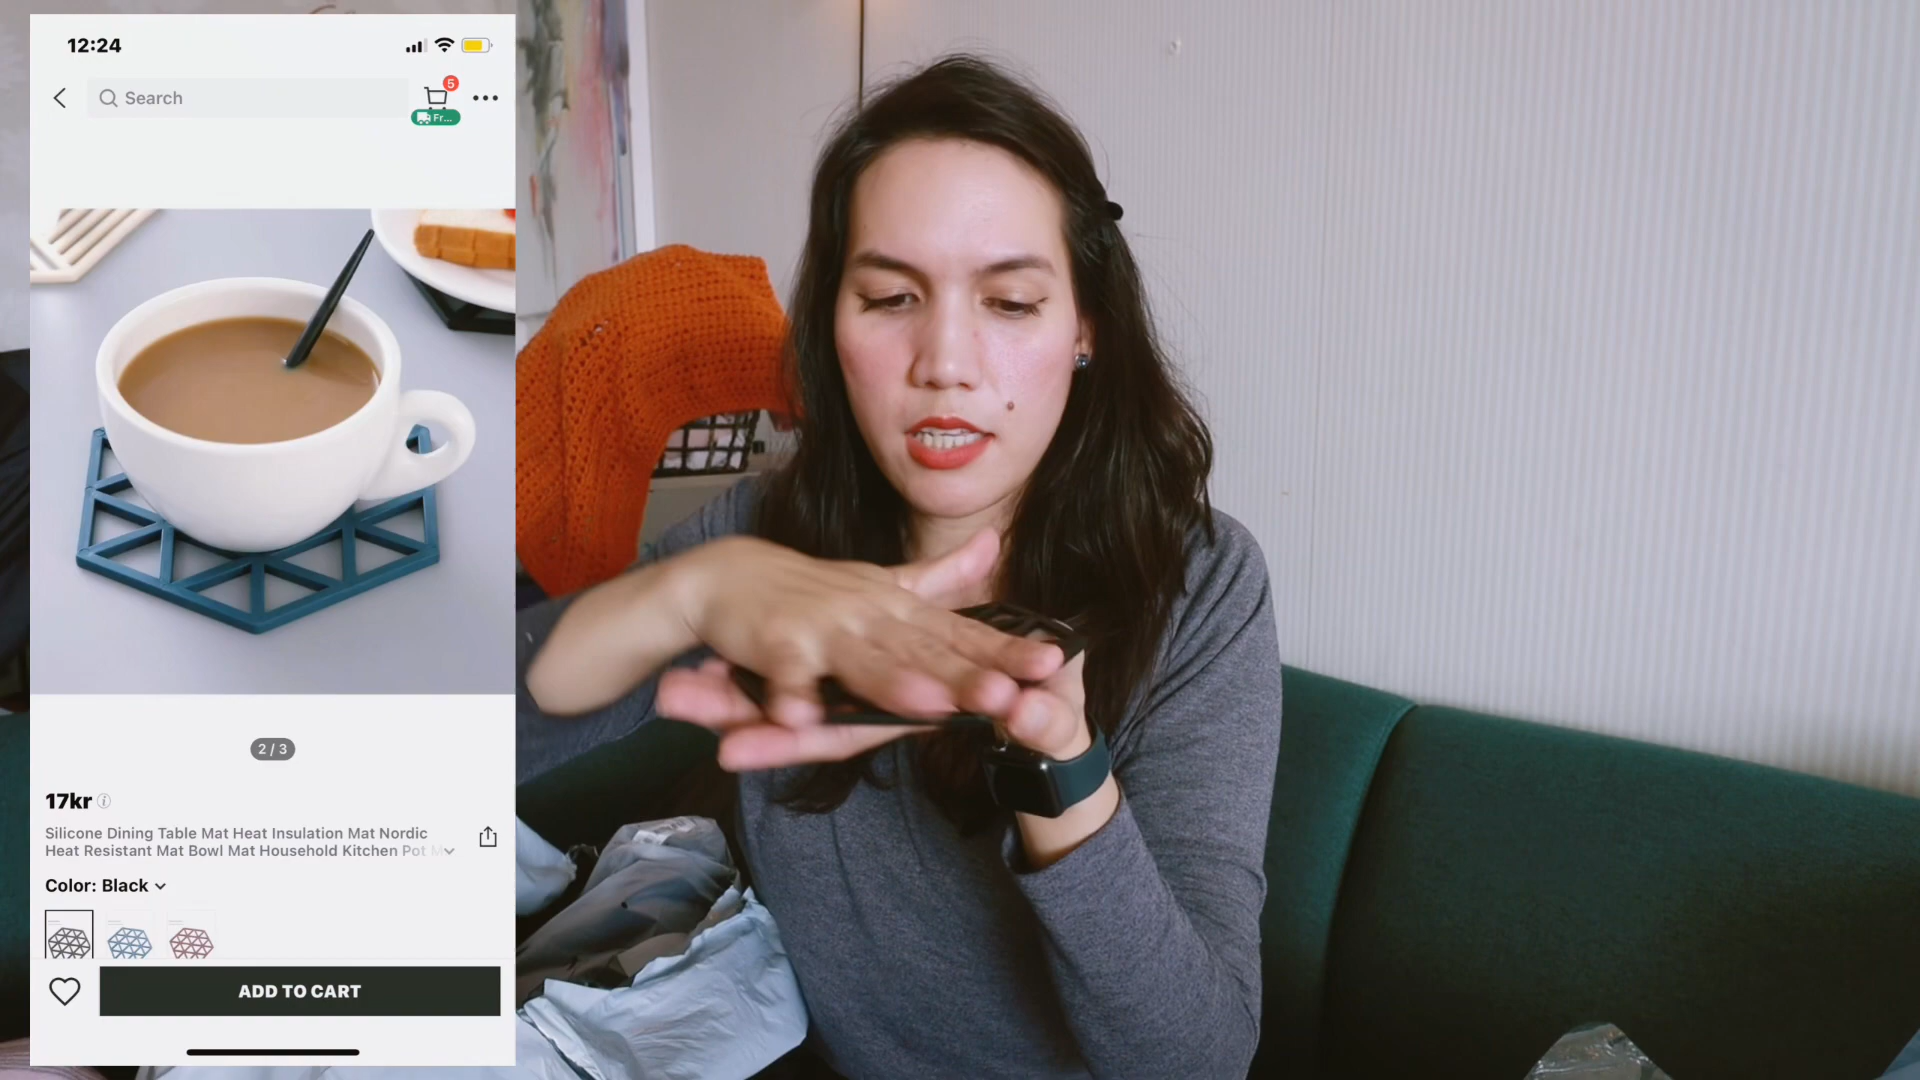 12:24
Search
5
Fr...
2 / 3
17kr
Silicone Dining Table Mat Heat Insulation Mat Nordic
Heat Resistant Mat Bowl Mat Household Kitchen Pot M
Color: Black
ADD TO CART